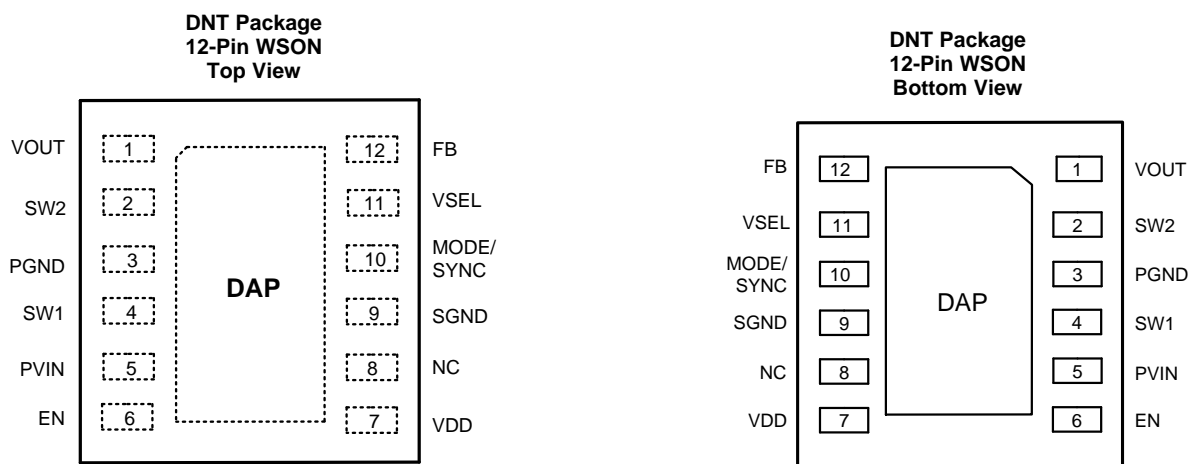 DNT Package
12-Pin WSON
Top View
VOUT 1 12 FB
SW2 2 11 VSEL
PGND 3 10 MODE/
SYNC
SW1 4 9 SGND
PVIN 5 8 NC
EN 6 7 VDD
DAP
DNT Package
12-Pin WSON
Bottom View
FB 12 1 VOUT
VSEL 11 2 SW2
MODE/
SYNC 10 3 PGND
SGND 9 4 SW1
NC 8 5 PVIN
VDD 7 6 EN
DAP